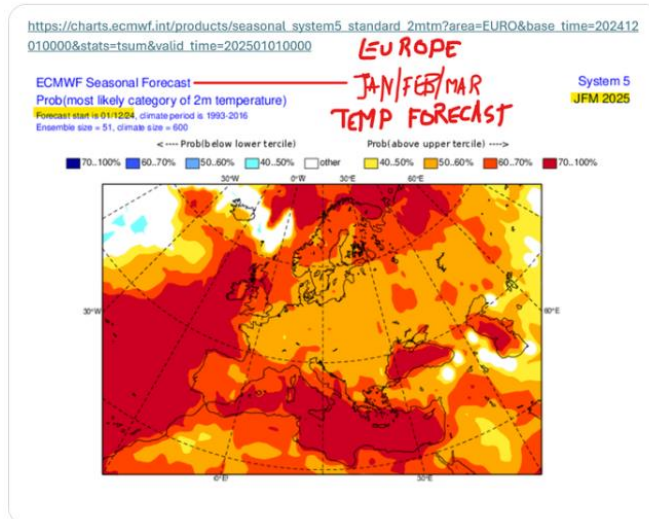 https://charts.ecmwf.int/products/seasonal_system5_standard_2mtm?area=EURO&base_time=202412
010000&stats=tsum&valid_time=202501010000
EUROPE
ECMWF Seasonal Forecast
JAN/FEB/MAR
System 5
Prob(most likely category of 2m temperature)
TEMP FORECAST
JFM 2025
Forecast start is 01/12/24, climate period is 1993-2016
Ensemble size = 51, climate size = 600
<---- Prob(below lower tercile) Prob(above upper tercile) ---->
70..100% 60..70% 50..60% 40..50% other 40..50% 50..60% 60..70% 70..100%
30°W 0°W 30°E 60°E
30°W 60°E
0°E 30°E